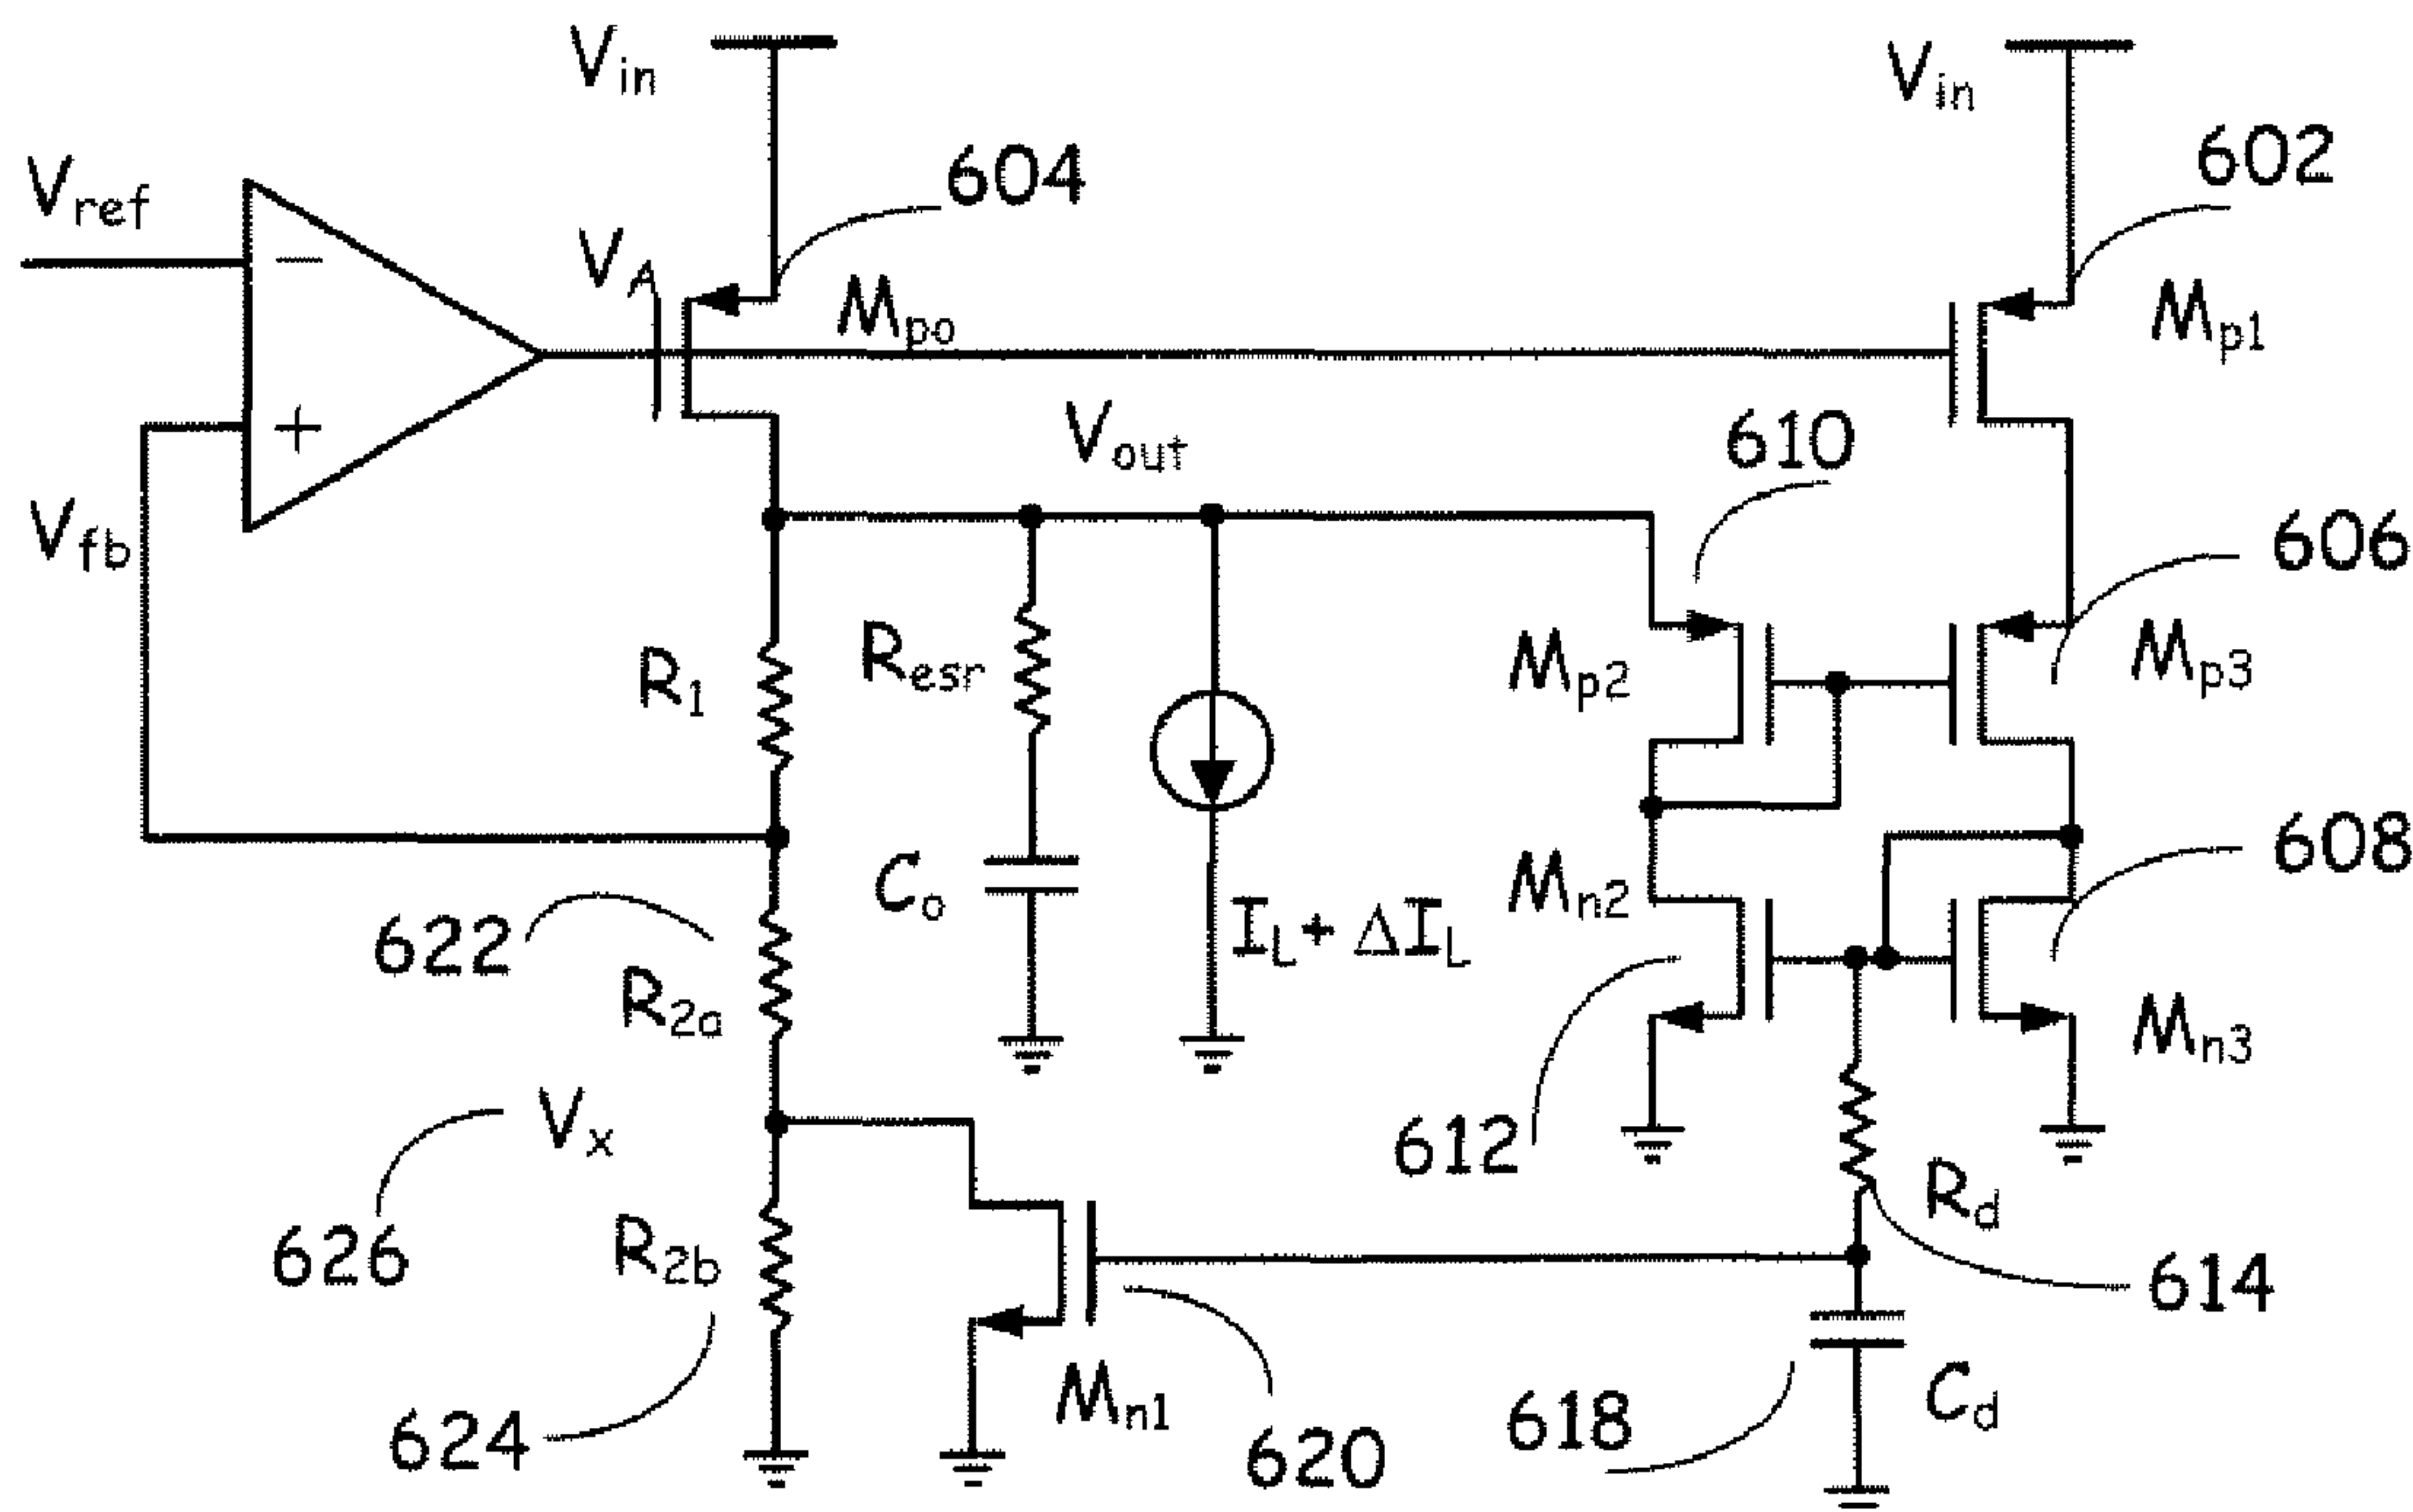 Vin
Vin
604
602
Vref
−
VA
Mpo
Mp1
+
Vout
610
Vfb
606
R1
Resr
Mp2
Mp3
608
Co
Mn2
622
IL + ΔIL
R2a
Mn3
612
Vx
626
R2b
Rd
614
Mn1
618
Cd
624
620